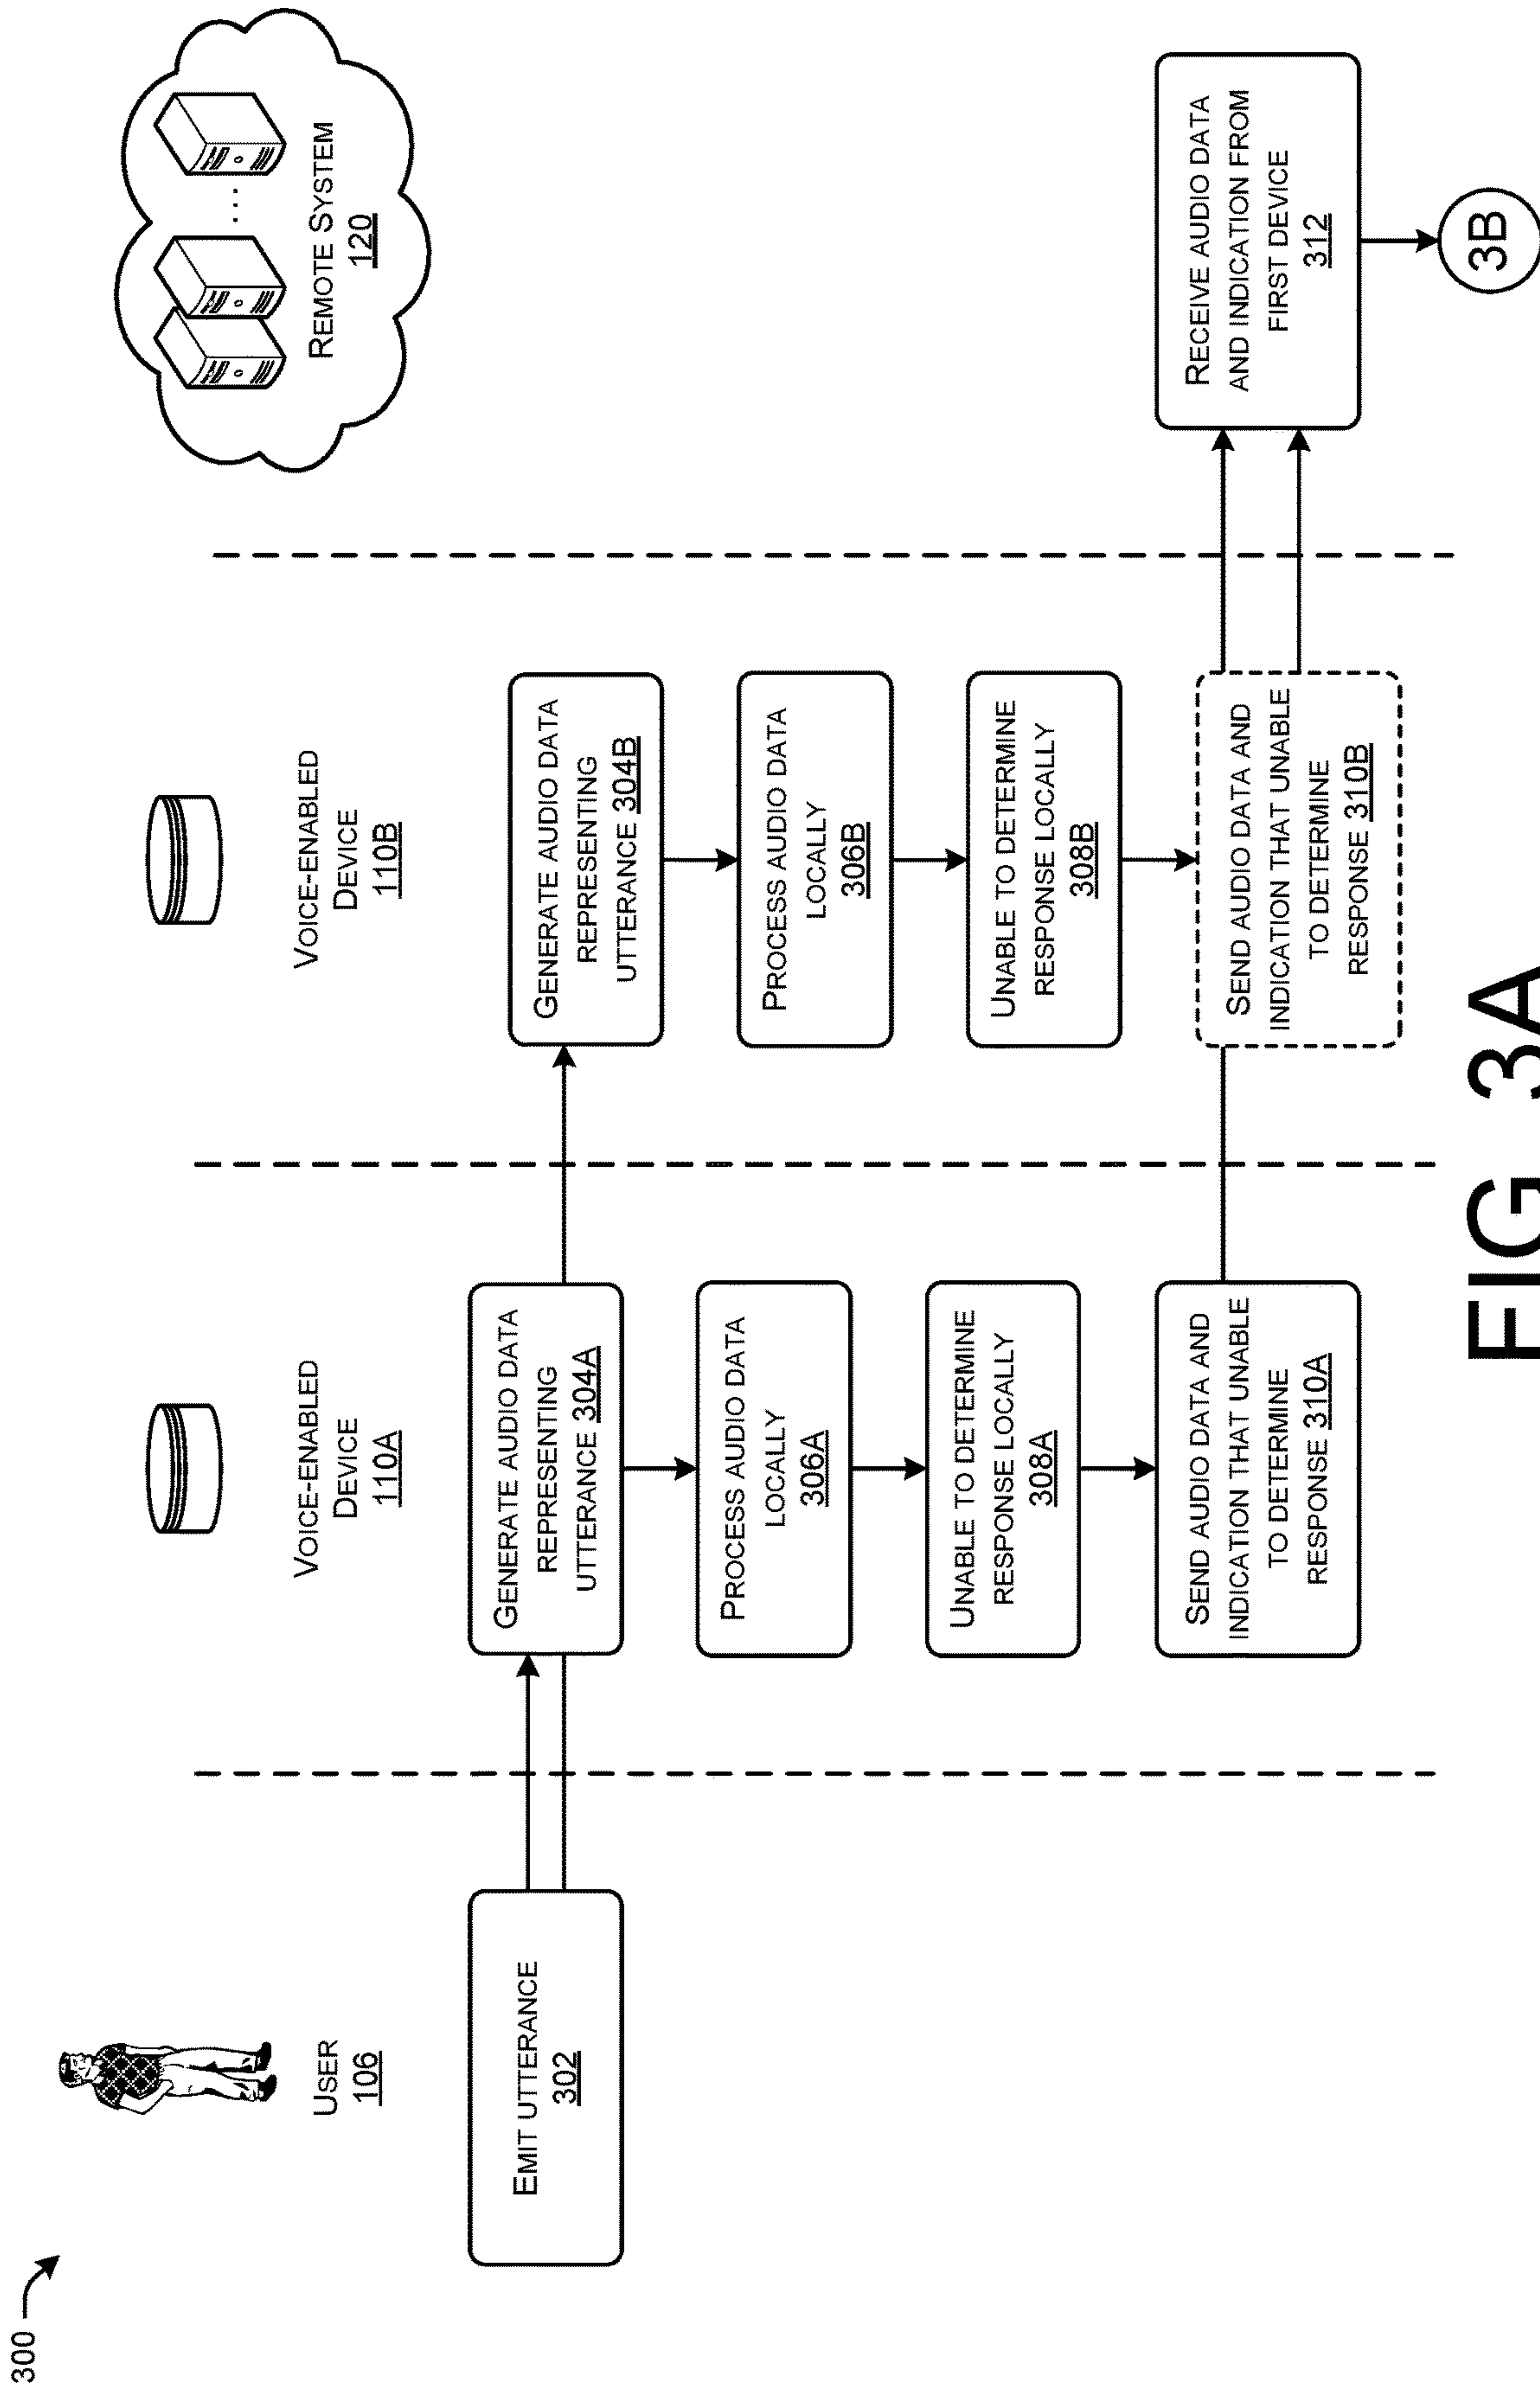 300
USER
106
VOICE-ENABLED
DEVICE
110A
VOICE-ENABLED
DEVICE
110B
REMOTE SYSTEM
120
EMIT UTTERANCE
302
GENERATE AUDIO DATA
REPRESENTING
UTTERANCE 304A
PROCESS AUDIO DATA
LOCALLY
306A
UNABLE TO DETERMINE
RESPONSE LOCALLY
308A
SEND AUDIO DATA AND
INDICATION THAT UNABLE
TO DETERMINE
RESPONSE 310A
GENERATE AUDIO DATA
REPRESENTING
UTTERANCE 304B
PROCESS AUDIO DATA
LOCALLY
306B
UNABLE TO DETERMINE
RESPONSE LOCALLY
308B
SEND AUDIO DATA AND
INDICATION THAT UNABLE
TO DETERMINE
RESPONSE 310B
RECEIVE AUDIO DATA
AND INDICATION FROM
FIRST DEVICE
312
3B
FIG 3A